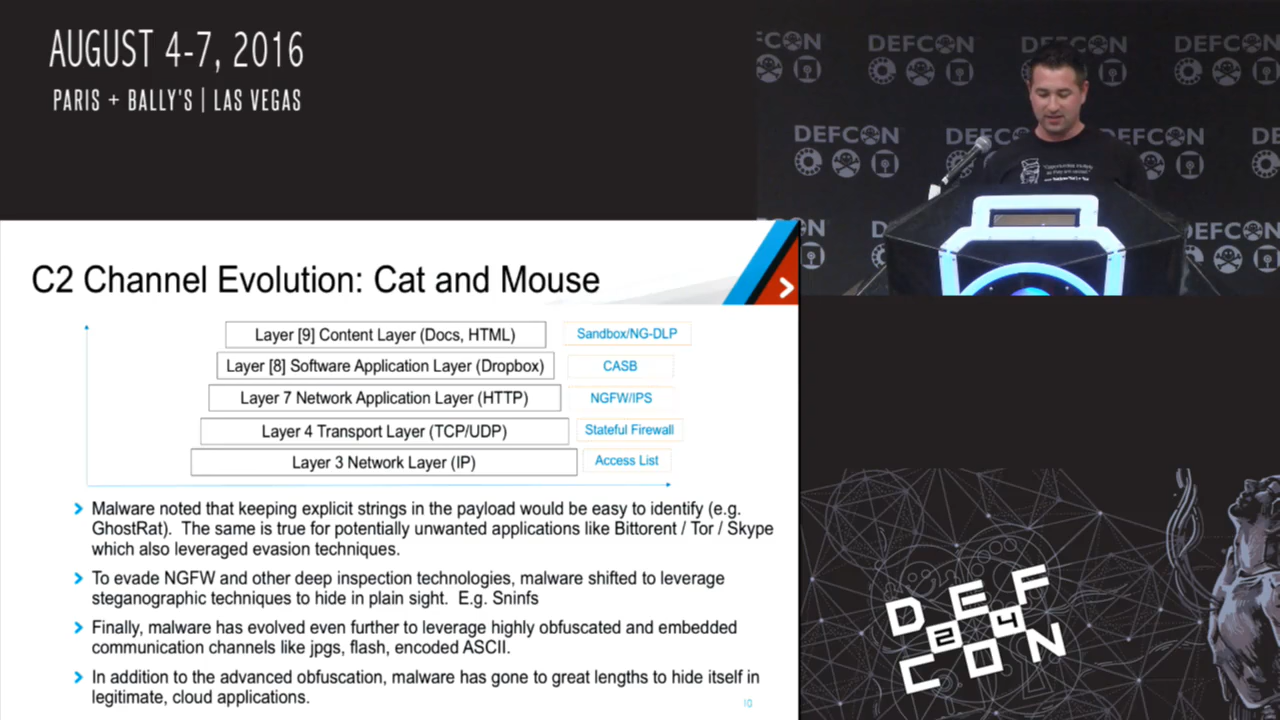 AUGUST 4-7, 2016
PARIS + BALLY'S | LAS VEGAS
DEFCON DEFCON DEFCON
DEFCON
C2 Channel Evolution: Cat and Mouse
Layer [9] Content Layer (Docs, HTML) Sandbox/NG-DLP
Layer [8] Software Application Layer (Dropbox) CASB
Layer 7 Network Application Layer (HTTP) NGFW/IPS
Layer 4 Transport Layer (TCP/UDP) Stateful Firewall
Layer 3 Network Layer (IP) Access List
Malware noted that keeping explicit strings in the payload would be easy to identify (e.g.
GhostRat). The same is true for potentially unwanted applications like Bittorent / Tor / Skype
which also leveraged evasion techniques.
To evade NGFW and other deep inspection technologies, malware shifted to leverage
steganographic techniques to hide in plain sight. E.g. Sninfs
Finally, malware has evolved even further to leverage highly obfuscated and embedded
communication channels like jpgs, flash, encoded ASCII.
In addition to the advanced obfuscation, malware has gone to great lengths to hide itself in
legitimate, cloud applications.
10
DEF
24
CON